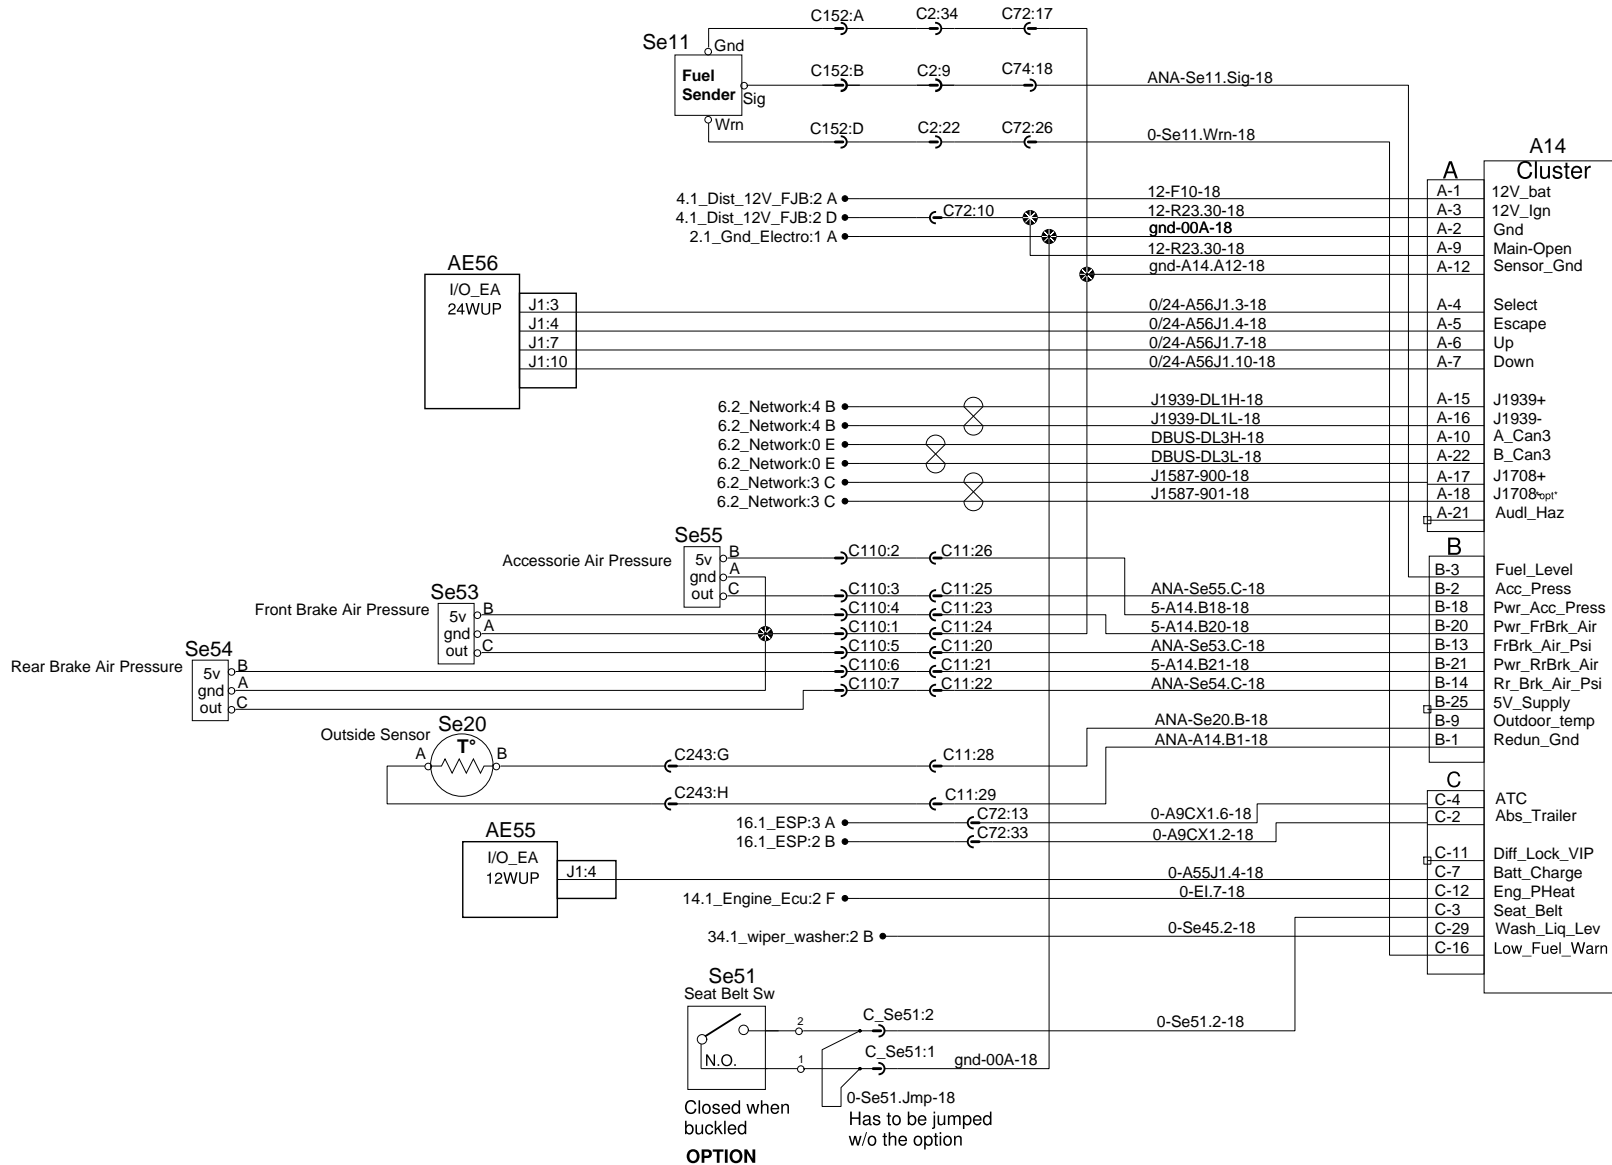 C152:A C2:34 C72:17
Se11 Gnd
Fuel Sender
C152:B C2:9 C74:18 ANA-Se11.Sig-18
Sig
Wrn
C152:D C2:22 C72:26 0-Se11.Wrn-18
A14
Cluster
A
4.1_Dist_12V_FJB:2 A 12-F10-18 A-1 12V_bat
4.1_Dist_12V_FJB:2 D C72:10 12-R23.30-18 A-3 12V_Ign
2.1_Gnd_Electro:1 A gnd-00A-18 A-2 Gnd
12-R23.30-18 A-9 Main-Open
gnd-A14.A12-18 A-12 Sensor_Gnd
AE56
I/O_EA
24WUP
J1:3 0/24-A56J1.3-18 A-4 Select
J1:4 0/24-A56J1.4-18 A-5 Escape
J1:7 0/24-A56J1.7-18 A-6 Up
J1:10 0/24-A56J1.10-18 A-7 Down
6.2_Network:4 B J1939-DL1H-18 A-15 J1939+
6.2_Network:4 B J1939-DL1L-18 A-16 J1939-
6.2_Network:0 E DBUS-DL3H-18 A-10 A_Can3
6.2_Network:0 E DBUS-DL3L-18 A-22 B_Can3
6.2_Network:3 C J1587-900-18 A-17 J1708+
6.2_Network:3 C J1587-901-18 A-18 J1708-
A-21 Audl_Haz
Se55
Accessorie Air Pressure
5v B
gnd A
out C
C110:2 C11:26
B
B-3 Fuel_Level
C110:3 C11:25 ANA-Se55.C-18 B-2 Acc_Press
Se53
Front Brake Air Pressure
5v B
gnd A
out C
C110:4 C11:23 5-A14.B18-18 B-18 Pwr_Acc_Press
C110:1 C11:24 5-A14.B20-18 B-20 Pwr_FrBrk_Air
C110:5 C11:20 ANA-Se53.C-18 B-13 FrBrk_Air_Psi
Se54
Rear Brake Air Pressure
5v B
gnd A
out C
C110:6 C11:21 5-A14.B21-18 B-21 Pwr_RrBrk_Air
C110:7 C11:22 ANA-Se54.C-18 B-14 Rr_Brk_Air_Psi
B-25 5V_Supply
ANA-Se20.B-18 B-9 Outdoor_temp
ANA-A14.B1-18 B-1 Redun_Gnd
Se20
Outside Sensor
T°
A B
C243:G C11:28
C243:H C11:29
C
C-4 ATC
16.1_ESP:3 A C72:13 0-A9CX1.6-18
C-2 Abs_Trailer
16.1_ESP:2 B C72:33 0-A9CX1.2-18
AE55
I/O_EA
12WUP
C-11 Diff_Lock_VIP
J1:4 0-A55J1.4-18 C-7 Batt_Charge
14.1_Engine_Ecu:2 F 0-EI.7-18 C-12 Eng_PHeat
C-3 Seat_Belt
34.1_wiper_washer:2 B 0-Se45.2-18 C-29 Wash_Liq_Lev
C-16 Low_Fuel_Warn
Se51
Seat Belt Sw
2 C_Se51:2 0-Se51.2-18
N.O. 1 C_Se51:1 gnd-00A-18
0-Se51.Jmp-18
Closed when
buckled
Has to be jumped
w/o the option
OPTION